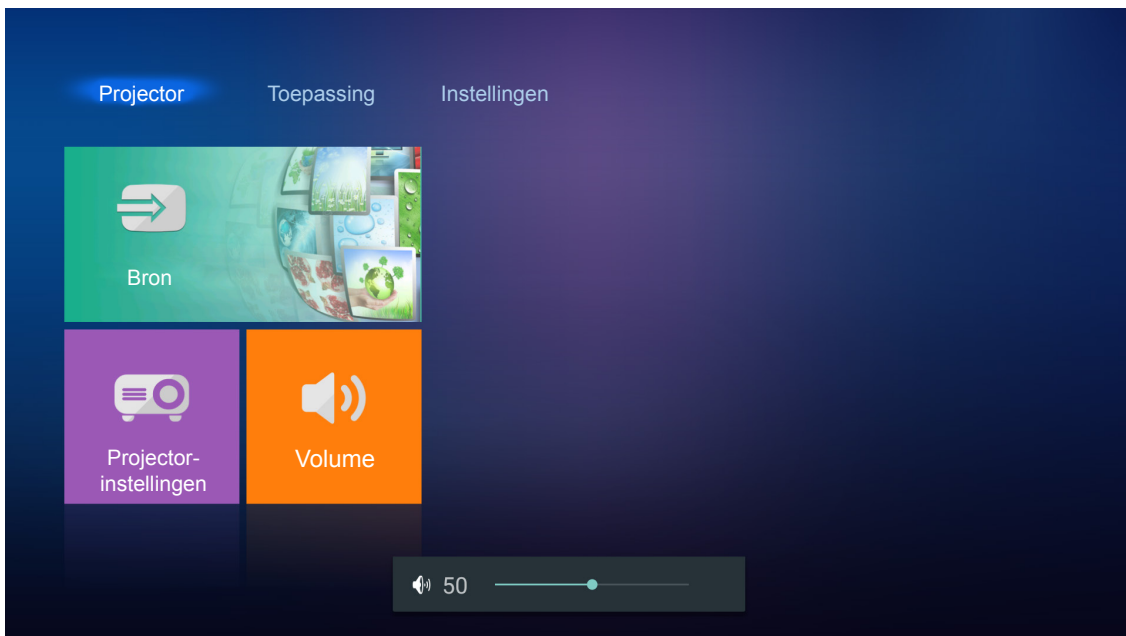 Projector Toepassing Instellingen
Bron
Projector-
instellingen
Volume
50